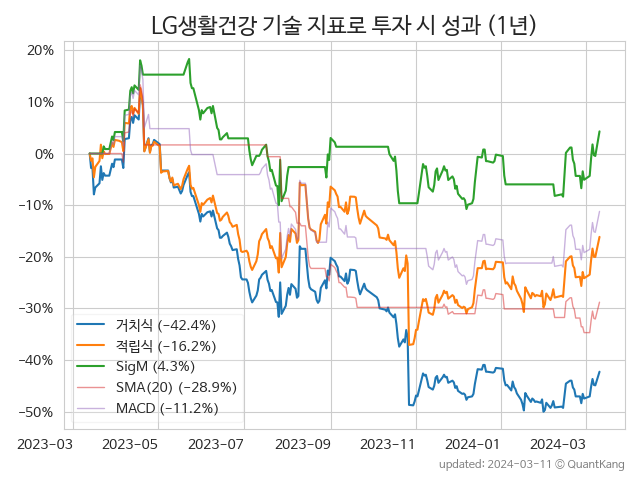 LG생활건강 기술 지표로 투자 시 성과 (1년)
20%
10%
0%
−10%
−20%
−30%
−40%
−50%
거치식 (−42.4%)
적립식 (−16.2%)
SigM (4.3%)
SMA(20) (−28.9%)
MACD (−11.2%)
2023−03 2023−05 2023−07 2023−09 2023−11 2024−01 2024−03
updated: 2024−03−11 © QuantKang